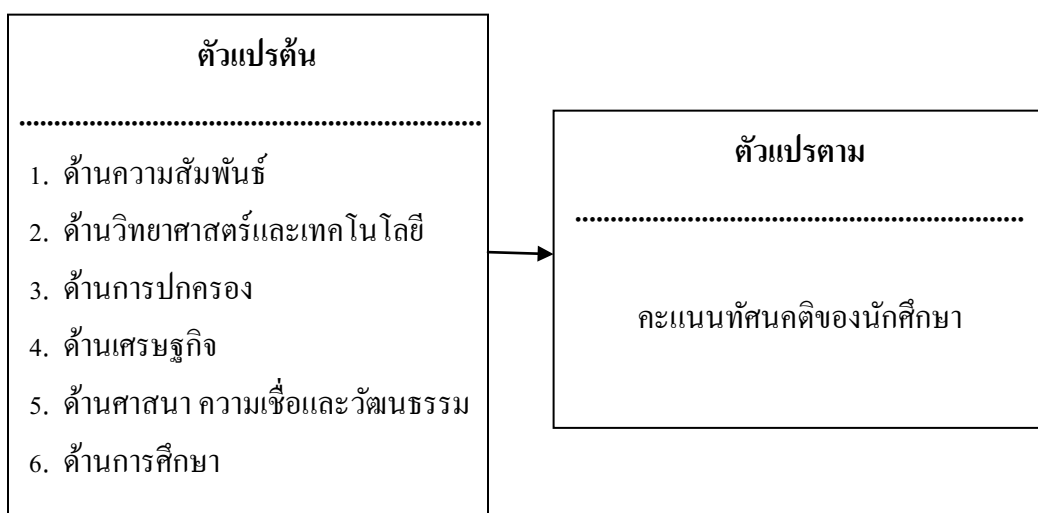 ตัวแปรต้น
1. ด้านความสัมพันธ์
2. ด้านวิทยาศาสตร์และเทคโนโลยี
3. ด้านการปกครอง
4. ด้านเศรษฐกิจ
5. ด้านศาสนา ความเชื่อและวัฒนธรรม
6. ด้านการศึกษา
ตัวแปรตาม
คะแนนทัศนคติของนักศึกษา